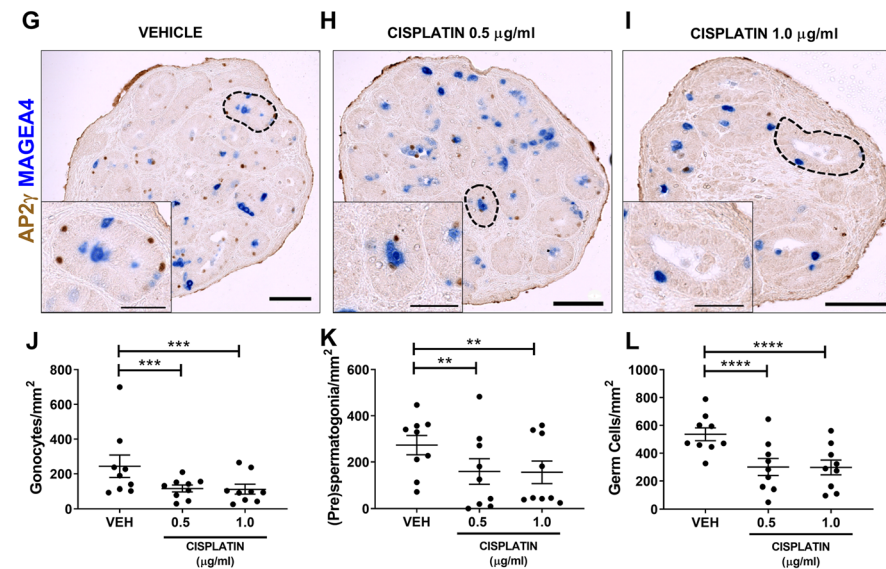 G
VEHICLE
H
CISPLATIN 0.5 μg/ml
I
CISPLATIN 1.0 μg/ml
AP2γ MAGEA4
J
Gonocytes/mm²
800
600
400
200
0
***
***
VEH
0.5
1.0
CISPLATIN
(μg/ml)
K
(Pre)spermatogonia/mm²
600
400
200
0
**
**
VEH
0.5
1.0
CISPLATIN
(μg/ml)
L
Germ Cells/mm²
1000
800
600
400
200
0
****
****
VEH
0.5
1.0
CISPLATIN
(μg/ml)